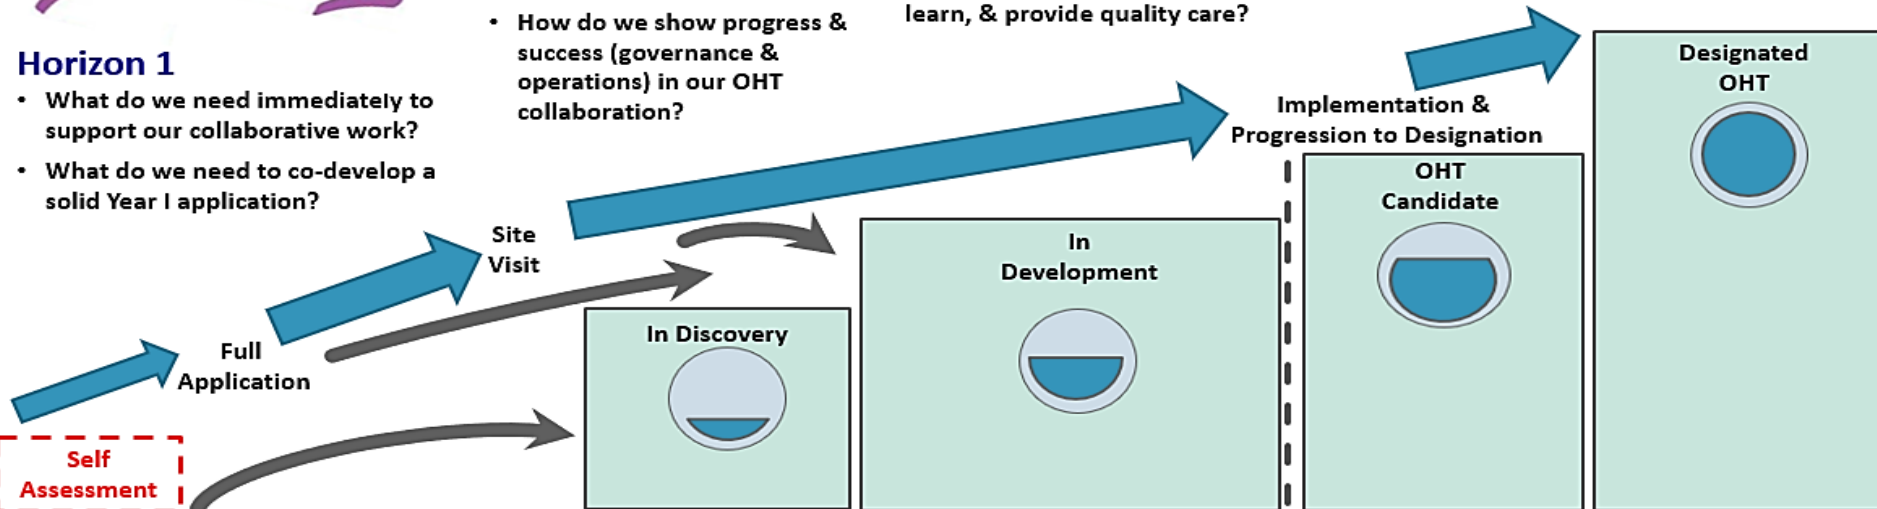 Horizon 1
• What do we need immediately to
support our collaborative work?
• What do we need to co-develop a
solid Year I application?
• How do we show progress &
success (governance &
operations) in our OHT
collaboration?
learn, & provide quality care?
Self
Assessment
Full
Application
Site
Visit
Implementation &
Progression to Designation
In Discovery
In
Development
OHT
Candidate
Designated
OHT